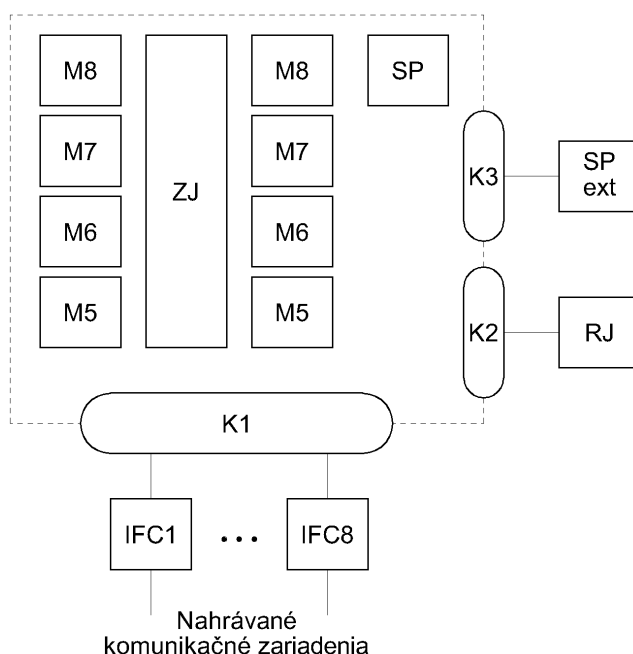 M8
M8
SP
M7
ZJ
M7
K3
SP
ext
M6
M6
M5
M5
K2
RJ
K1
IFC1
...
IFC8
Nahrávané
komunikačné zariadenia